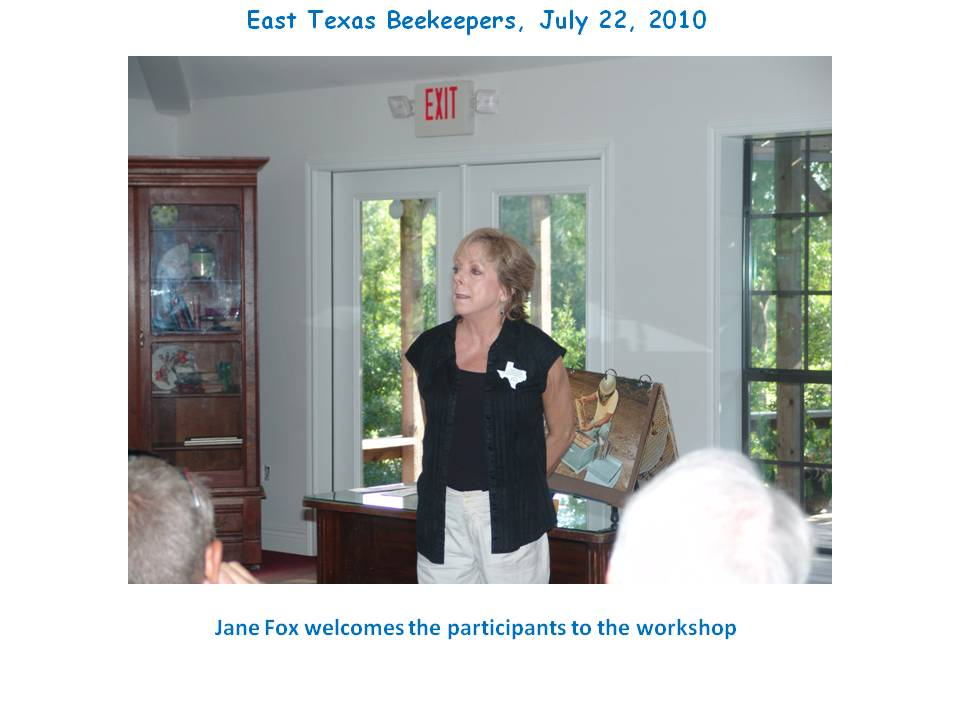 East Texas Beekeepers, July 22, 2010
EXIT
Jane Fox welcomes the participants to the workshop